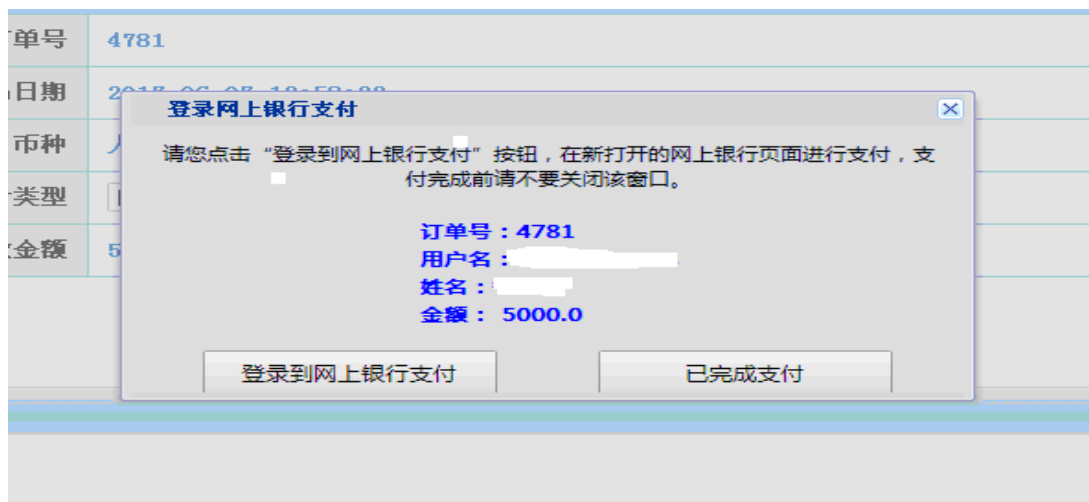 单号
4781
日期
币种
登录网上银行支付
请您点击“登录到网上银行支付”按钮，在新打开的网上银行页面进行支付，支
付完成前请不要关闭该窗口。
类型
金额
5
订单号：4781
用户名：
姓名：
金额： 5000.0
登录到网上银行支付
已完成支付